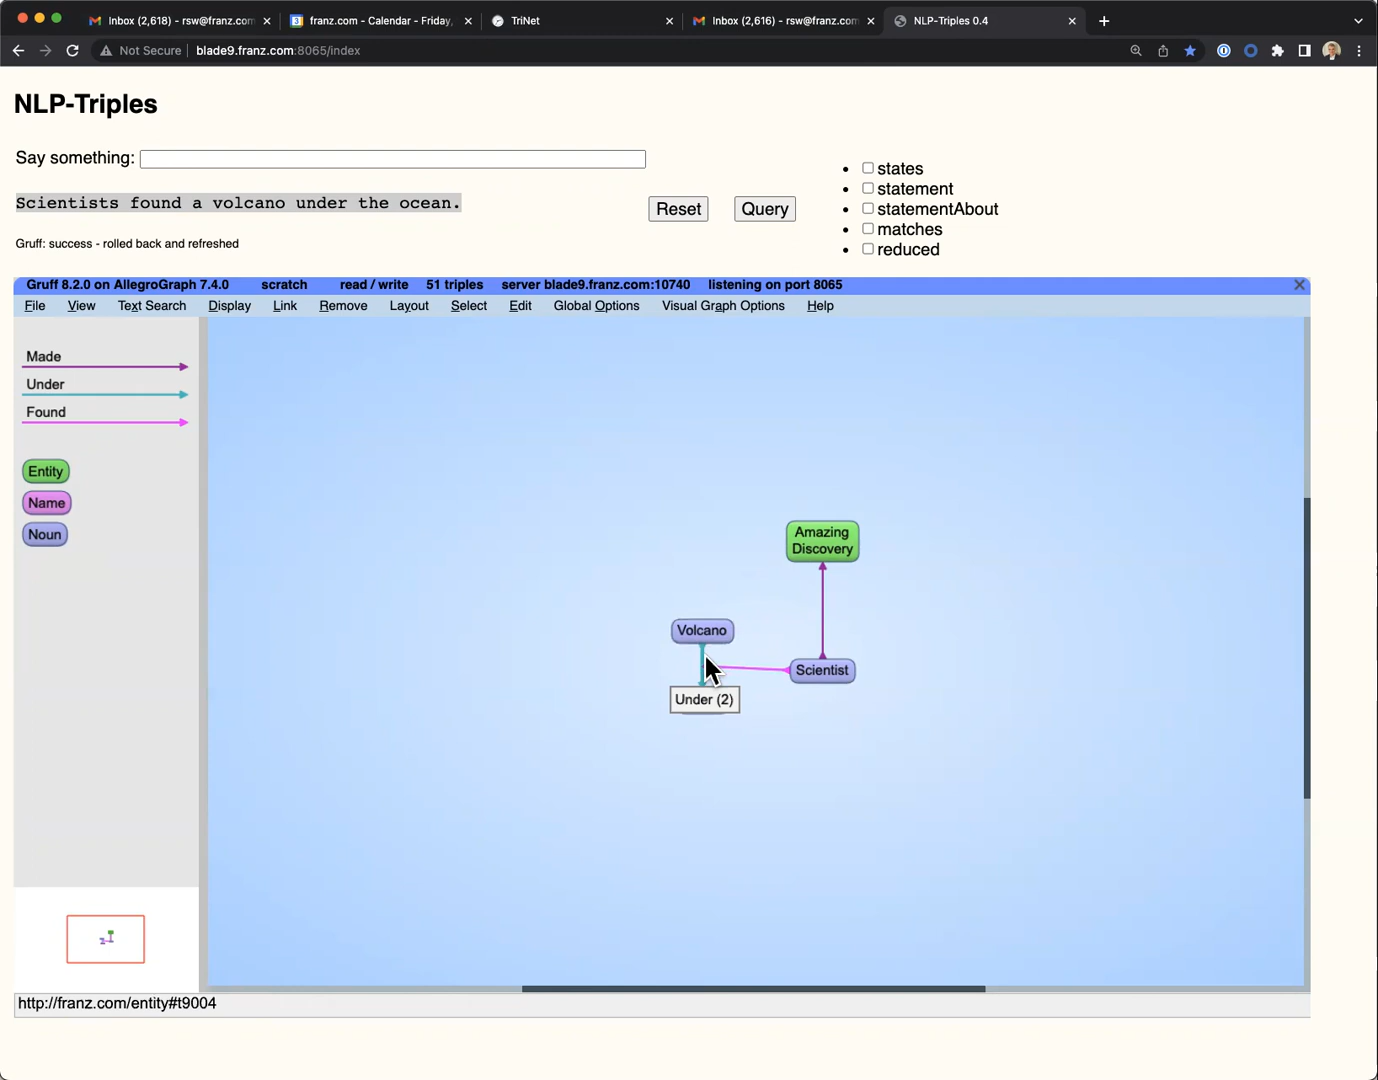 Inbox (2,618) - rsw@franz.com
franz.com - Calendar - Friday,
TriNet
Inbox (2,616) - rsw@franz.com
NLP-Triples 0.4
Not Secure
blade9.franz.com:8065/index
NLP-Triples
Say something:
Scientists found a volcano under the ocean.
Reset
Query
states
statement
statementAbout
matches
reduced
Gruff: success - rolled back and refreshed
Gruff 8.2.0 on AllegroGraph 7.4.0 scratch read / write 51 triples server blade9.franz.com:10740 listening on port 8065
File View Text Search Display Link Remove Layout Select Edit Global Options Visual Graph Options Help
Made
Under
Found
Entity
Name
Noun
Amazing
Discovery
Volcano
Scientist
Under (2)
http://franz.com/entity#t9004